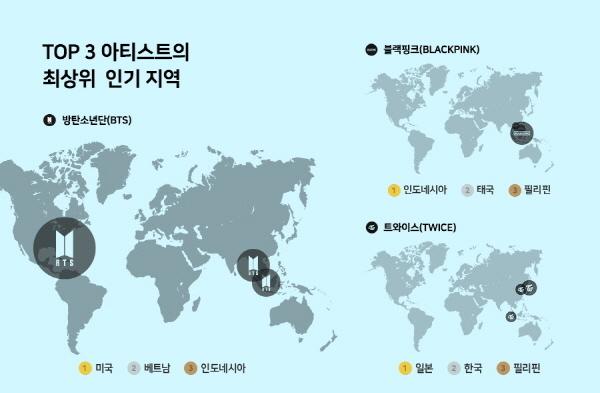 TOP 3 아티스트의
최상위 인기 지역
방탄소년단(BTS)
BTS
BTS
BTS
1 미국 2 베트남 3 인도네시아
블랙핑크(BLACKPINK)
1 인도네시아 2 태국 3 필리핀
트와이스(TWICE)
1 일본 2 한국 3 필리핀